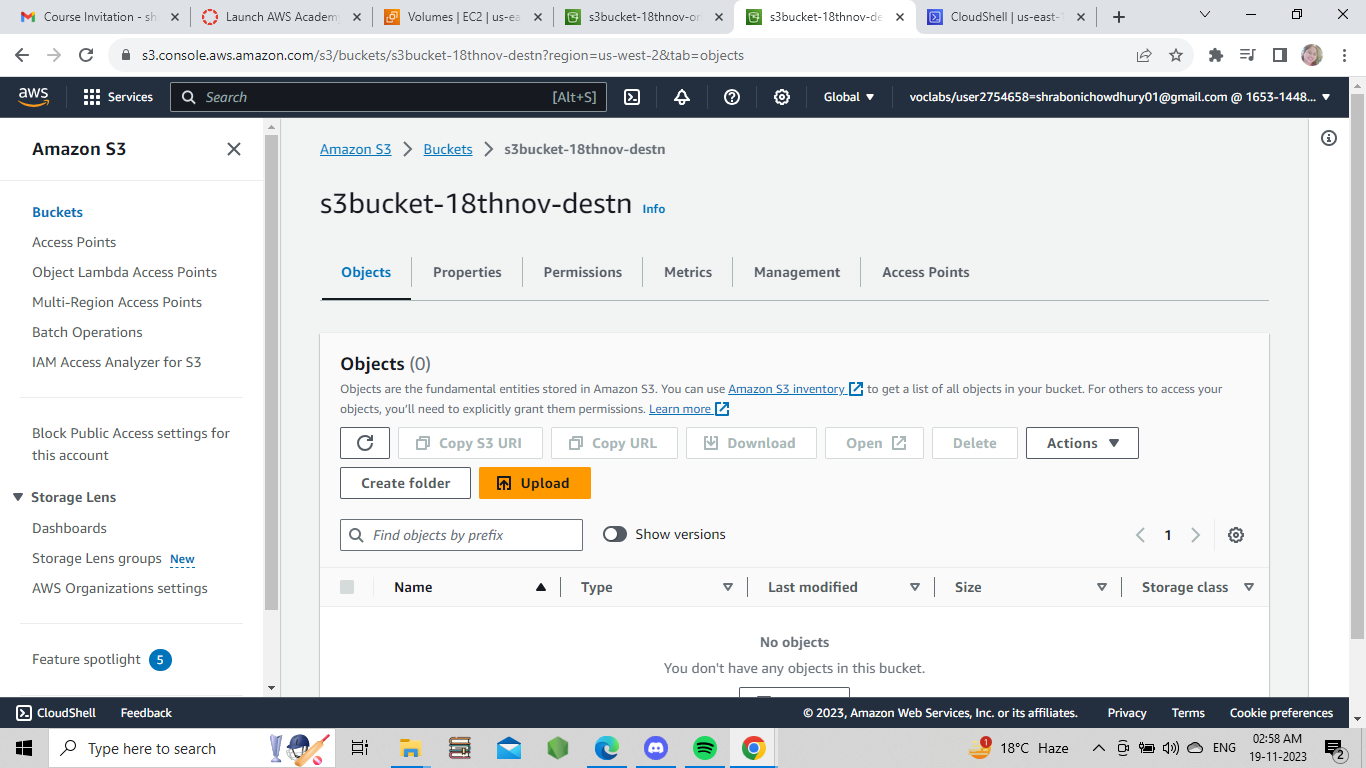 Course Invitation - sh
Launch AWS Academy
Volumes | EC2 | us-ea
s3bucket-18thnov-or
s3bucket-18thnov-de
CloudShell | us-east-
s3.console.aws.amazon.com/s3/buckets/s3bucket-18thnov-destn?region=us-west-2&tab=objects
aws
Services
Search
[Alt+S]
Global
voclabs/user2754658=shrabonichowdhury01@gmail.com @ 1653-1448...
Amazon S3
Buckets
Access Points
Object Lambda Access Points
Multi-Region Access Points
Batch Operations
IAM Access Analyzer for S3
Block Public Access settings for
this account
Storage Lens
Dashboards
Storage Lens groups New
AWS Organizations settings
Feature spotlight 5
Amazon S3 > Buckets > s3bucket-18thnov-destn
s3bucket-18thnov-destn Info
Objects
Properties
Permissions
Metrics
Management
Access Points
Objects (0)
Objects are the fundamental entities stored in Amazon S3. You can use Amazon S3 inventory to get a list of all objects in your bucket. For others to access your
objects, you'll need to explicitly grant them permissions. Learn more
Copy S3 URI
Copy URL
Download
Open
Delete
Actions
Create folder
Upload
Find objects by prefix
Show versions
1
Name
Type
Last modified
Size
Storage class
No objects
You don't have any objects in this bucket.
CloudShell
Feedback
© 2023, Amazon Web Services, Inc. or its affiliates.
Privacy
Terms
Cookie preferences
Type here to search
1
18°C Haze
ENG
02:58 AM
19-11-2023
2